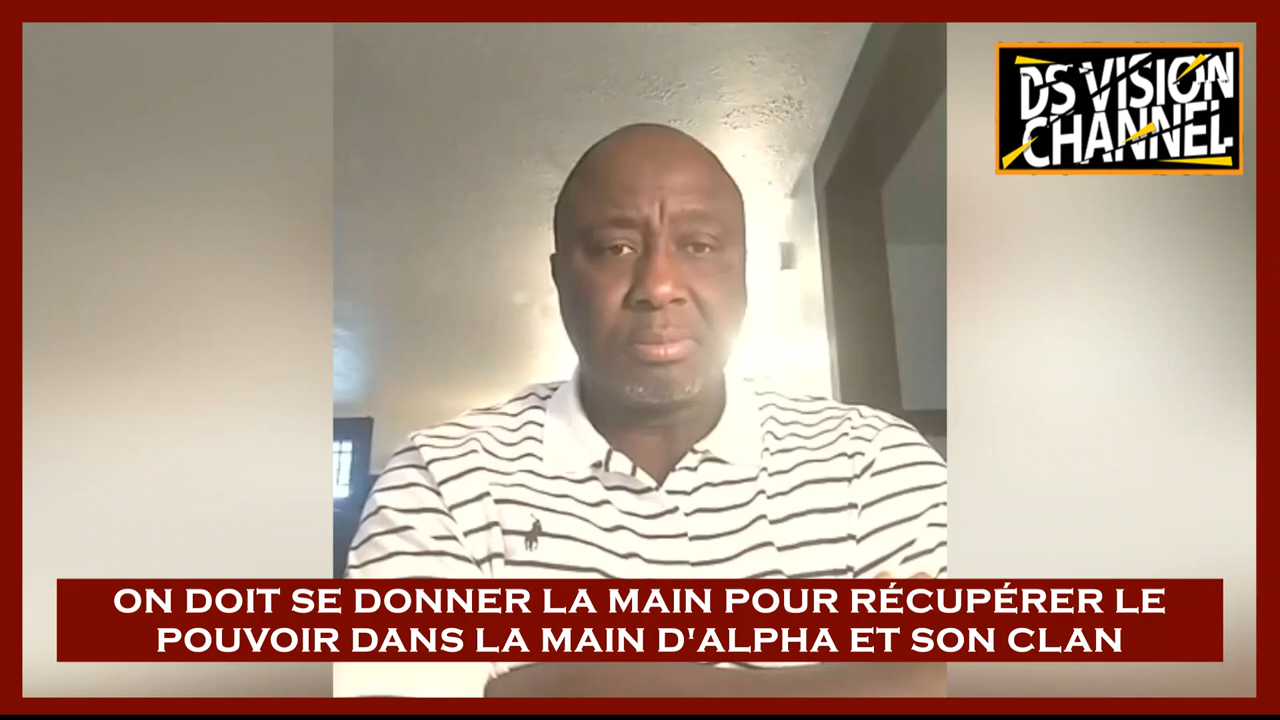 DS VISION
CHANNEL
ON DOIT SE DONNER LA MAIN POUR RÉCUPÉRER LE
POUVOIR DANS LA MAIN D'ALPHA ET SON CLAN